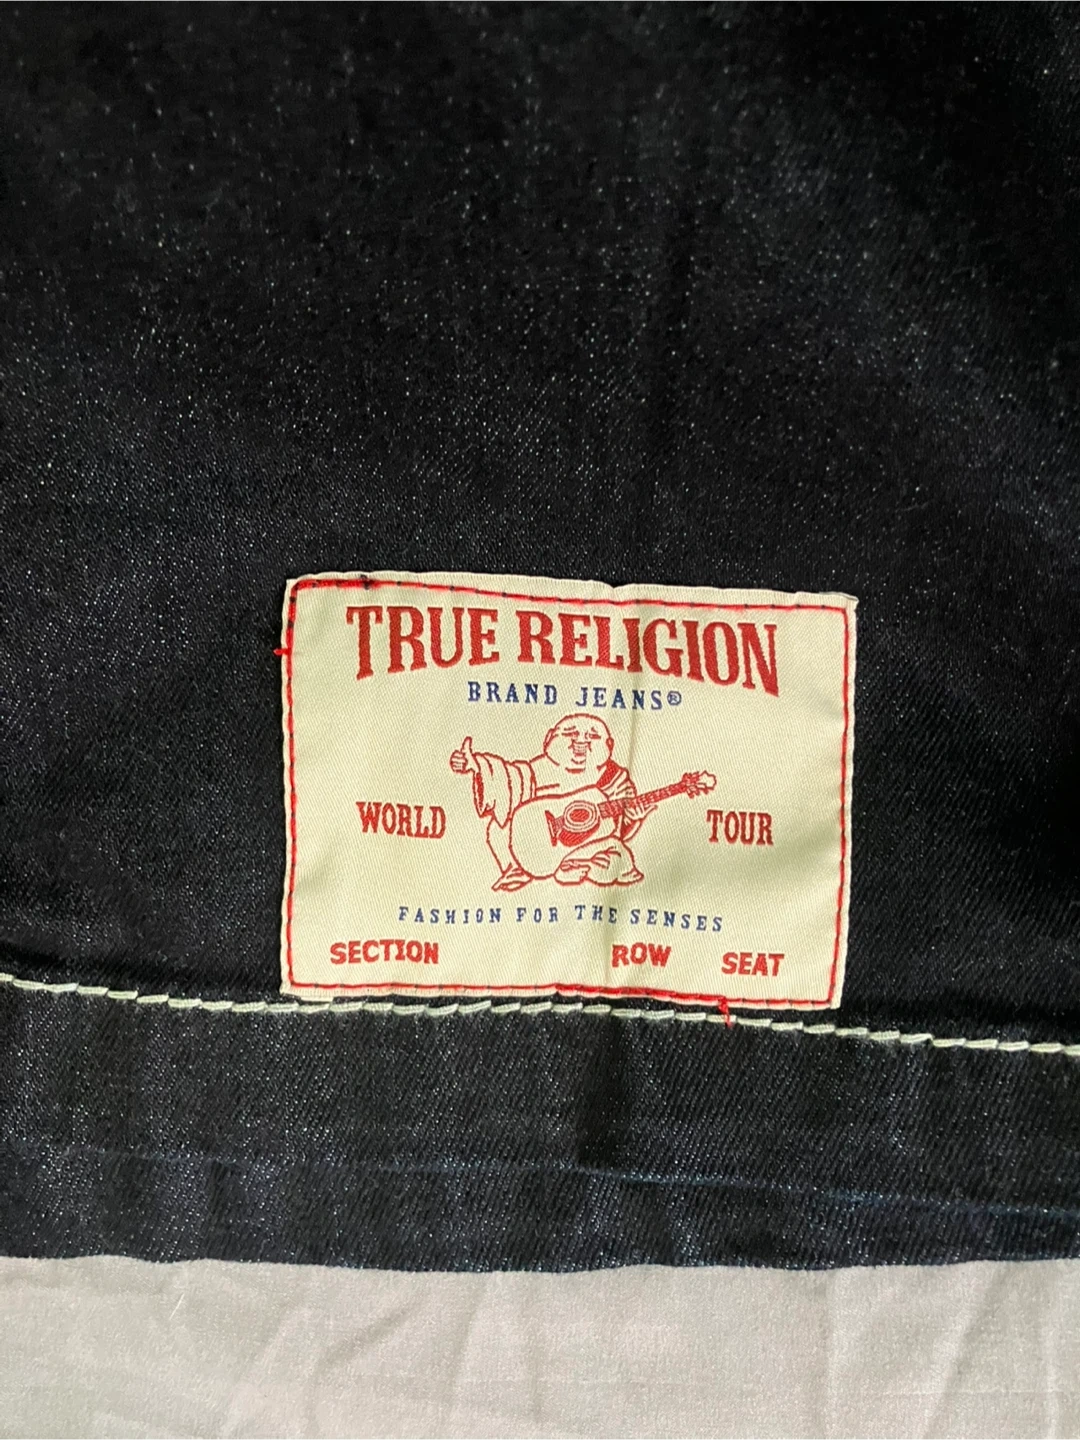 TRUE RELIGION
BRAND JEANS®
WORLD TOUR
FASHION FOR THE SENSES
SECTION ROW SEAT